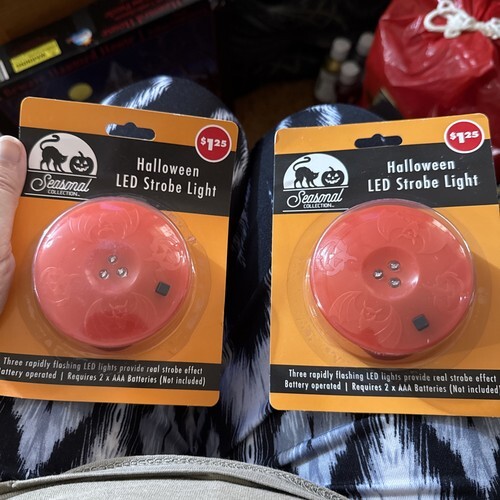 $1.25
Halloween
LED Strobe Light
Seasonal
COLLECTION
Three rapidly flashing LED lights provide real strobe effect
Battery operated | Requires 2 x AAA Batteries (Not included)
$1.25
Halloween
LED Strobe Light
Seasonal
COLLECTION
Three rapidly flashing LED lights provide real strobe effect
Battery operated | Requires 2 x AAA Batteries (Not included)